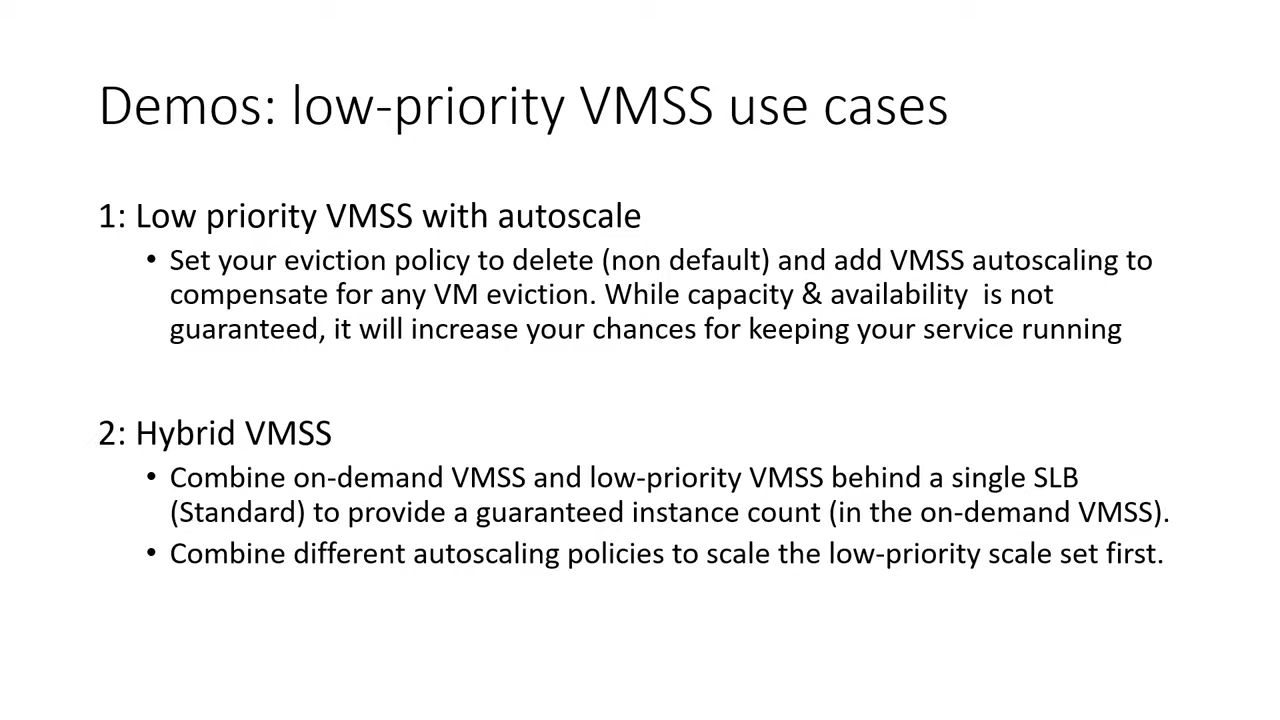 Demos: low-priority VMSS use cases
1: Low priority VMSS with autoscale
• Set your eviction policy to delete (non default) and add VMSS autoscaling to
compensate for any VM eviction. While capacity & availability  is not
guaranteed, it will increase your chances for keeping your service running
2: Hybrid VMSS
• Combine on-demand VMSS and low-priority VMSS behind a single SLB
(Standard) to provide a guaranteed instance count (in the on-demand VMSS).
• Combine different autoscaling policies to scale the low-priority scale set first.